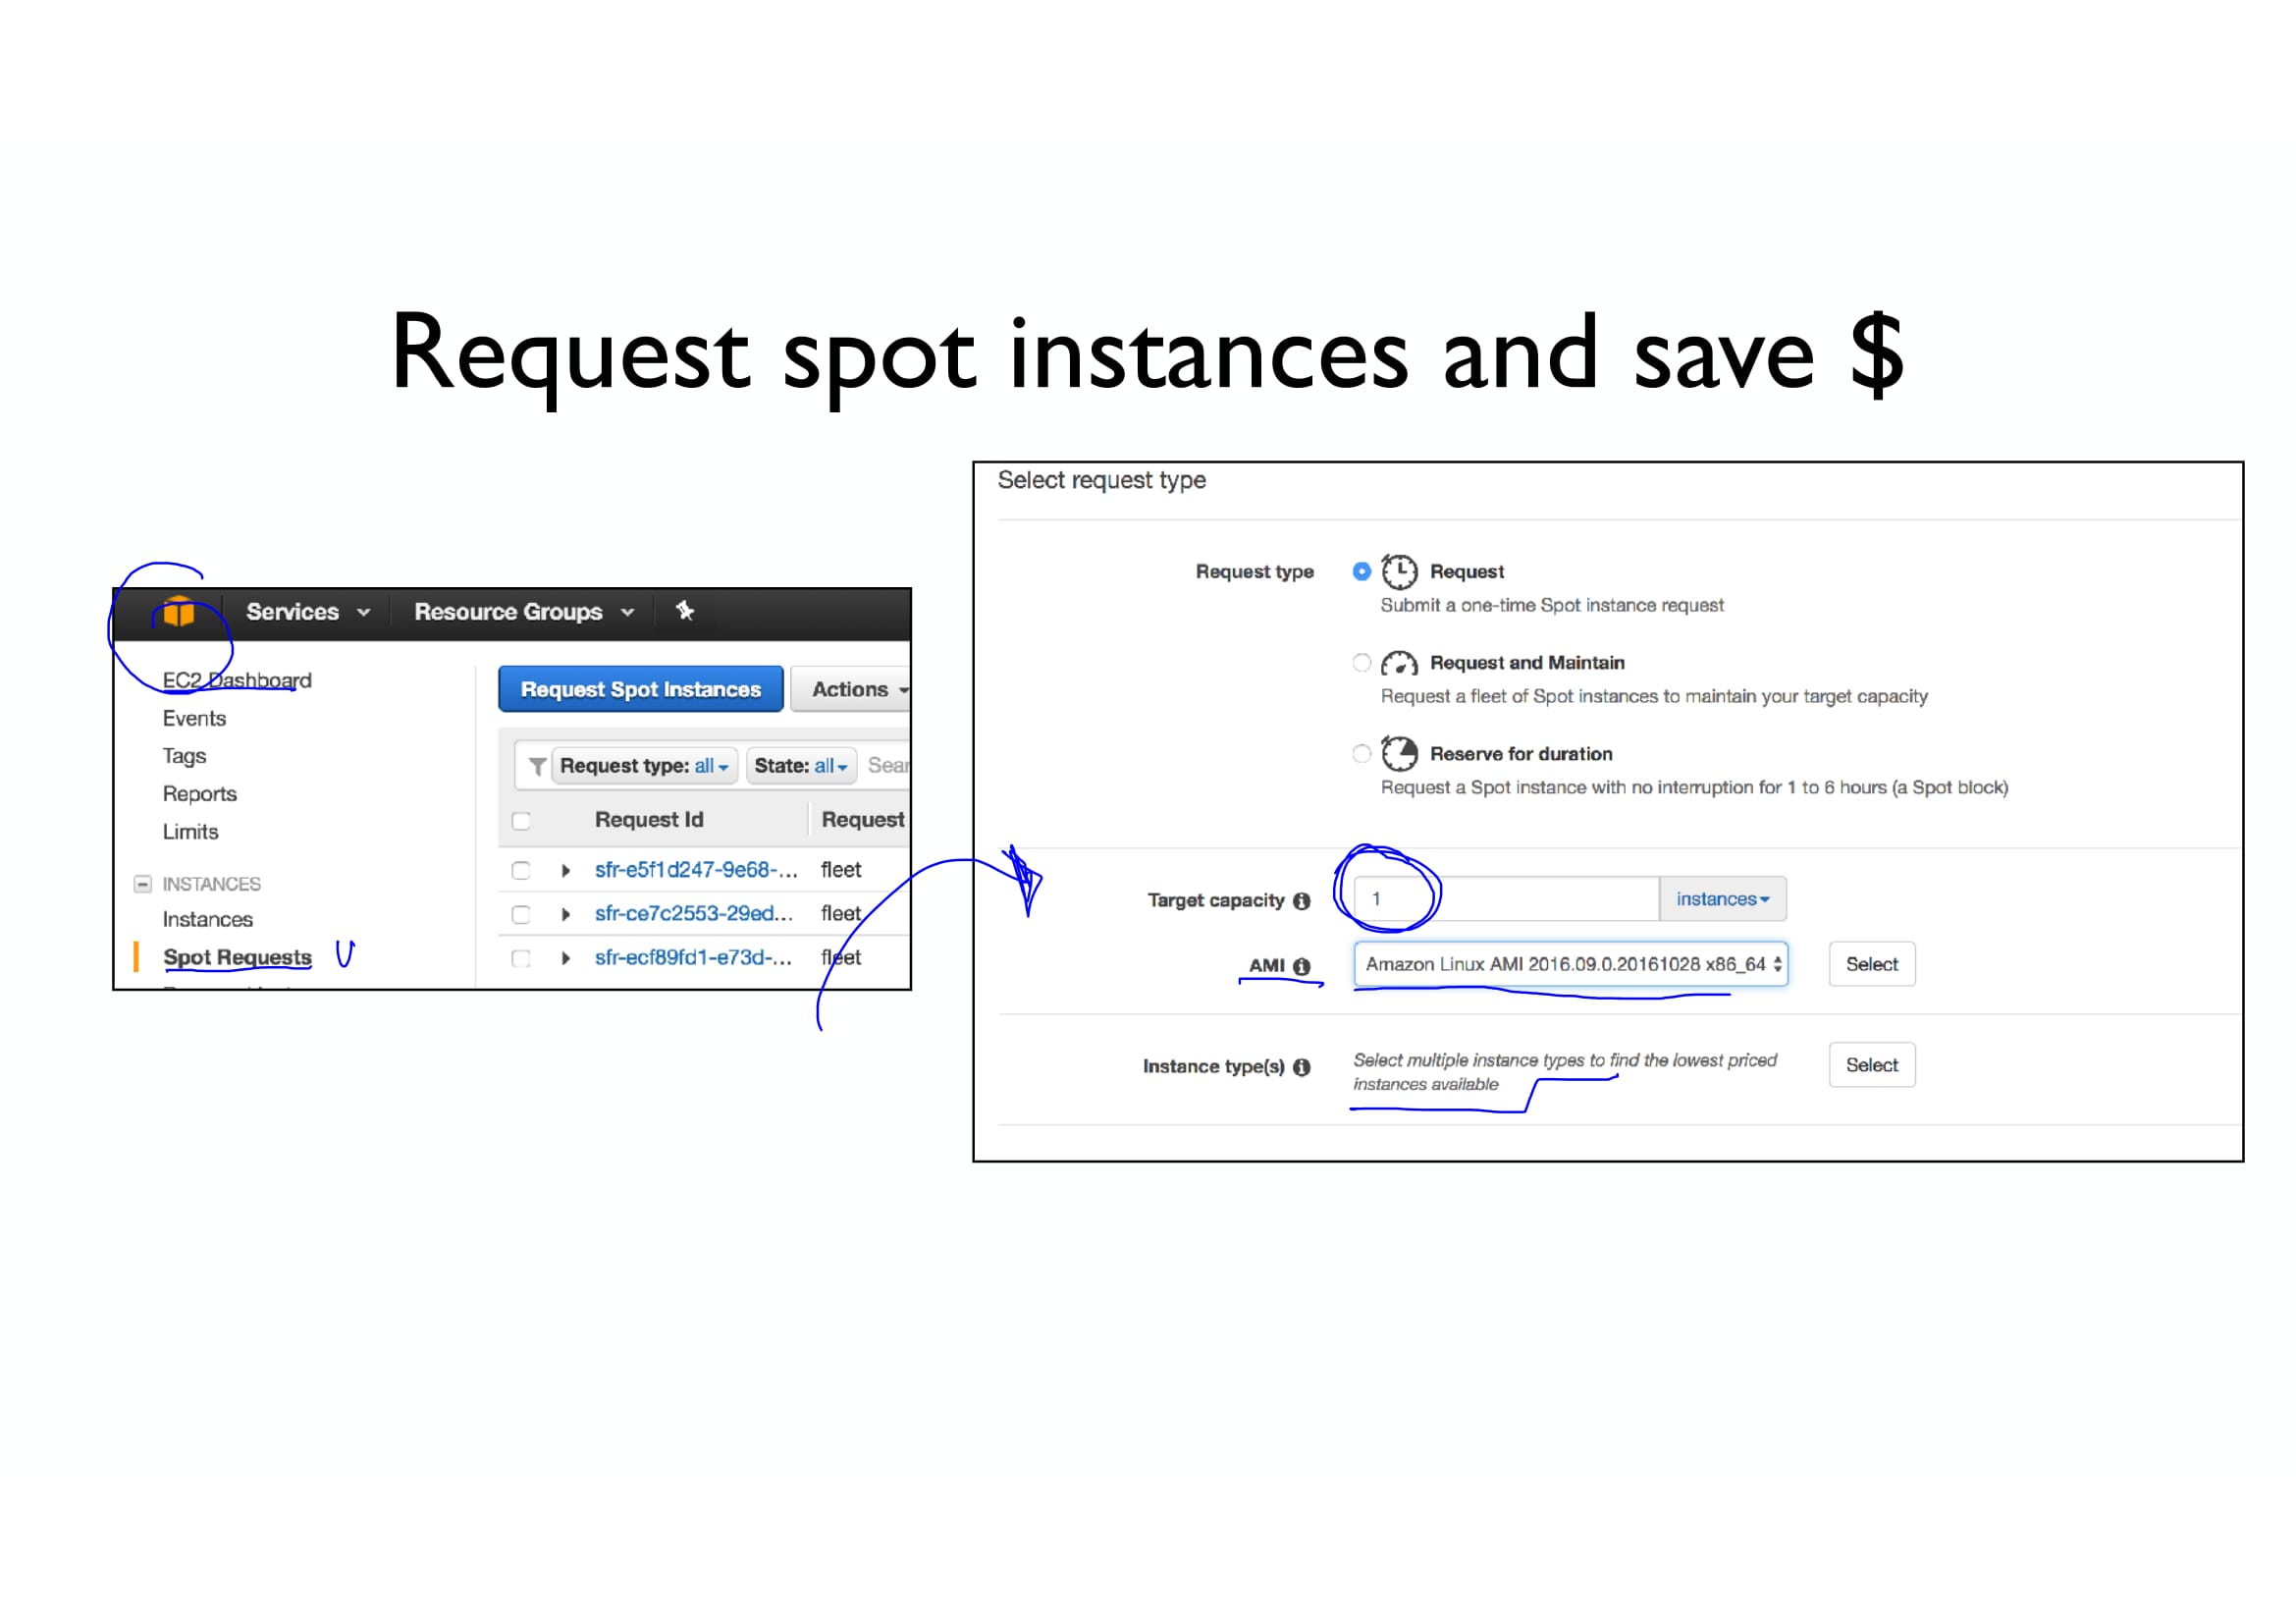 Request spot instances and save $
Services
Resource Groups
EC2 Dashboard
Events
Tags
Reports
Limits
INSTANCES
Instances
Spot Requests
Request Spot Instances
Actions
Request type: all
State: all
Sear
Request Id
Request
sfr-e5f1d247-9e68-... fleet
sfr-ce7c2553-29ed... fleet
sfr-ecf89fd1-e73d-... fleet
Select request type
Request type
Request
Submit a one-time Spot instance request
Request and Maintain
Request a fleet of Spot instances to maintain your target capacity
Reserve for duration
Request a Spot instance with no interruption for 1 to 6 hours (a Spot block)
Target capacity 1 instances
AMI Amazon Linux AMI 2016.09.0.20161028 x86_64 Select
Instance type(s) Select multiple instance types to find the lowest priced
instances available
Select